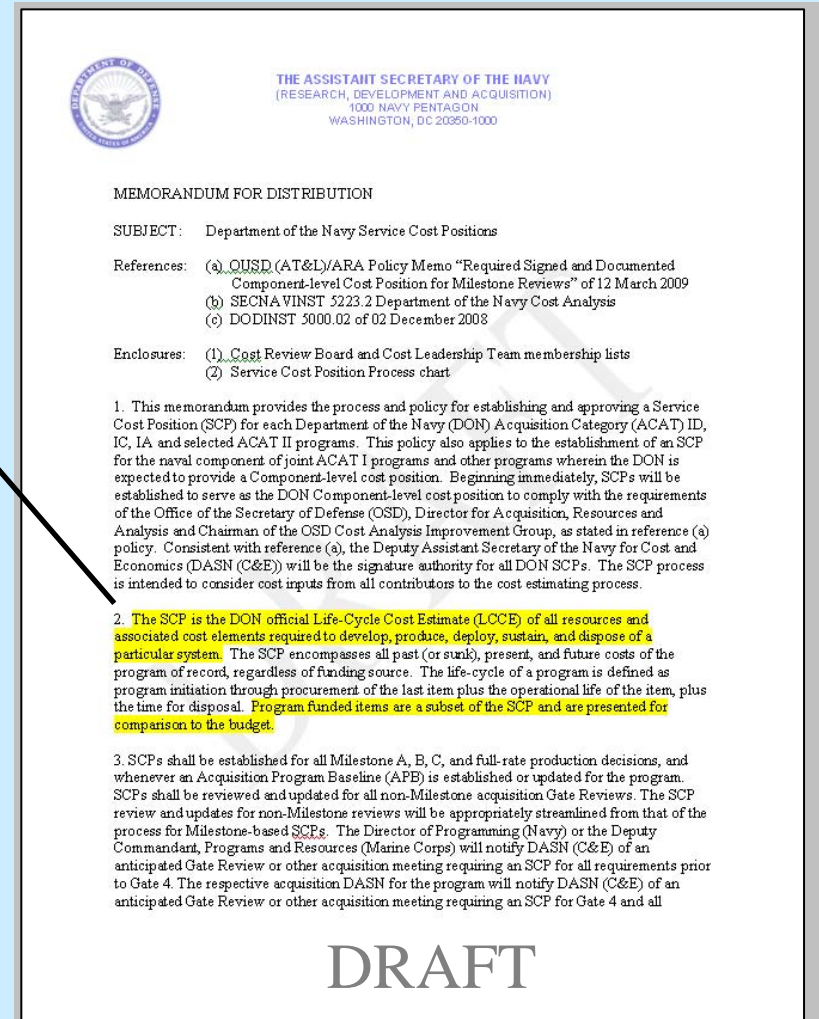 DEPARTMENT OF DEFENSE
UNITED STATES OF AMERICA
THE ASSISTANT SECRETARY OF THE NAVY
(RESEARCH, DEVELOPMENT AND ACQUISITION)
1000 NAVY PENTAGON
WASHINGTON, DC 20350-1000
MEMORANDUM FOR DISTRIBUTION
SUBJECT: Department of the Navy Service Cost Positions
References: (a) OUSD (AT&L)/ARA Policy Memo “Required Signed and Documented
Component-level Cost Position for Milestone Reviews” of 12 March 2009
(b) SECNAVINST 5223.2 Department of the Navy Cost Analysis
(c) DODINST 5000.02 of 02 December 2008
Enclosures: (1) Cost Review Board and Cost Leadership Team membership lists
(2) Service Cost Position Process chart
1. This memorandum provides the process and policy for establishing and approving a Service
Cost Position (SCP) for each Department of the Navy (DON) Acquisition Category (ACAT) ID,
IC, IA and selected ACAT II programs. This policy also applies to the establishment of an SCP
for the naval component of joint ACAT I programs and other programs wherein the DON is
expected to provide a Component-level cost position. Beginning immediately, SCPs will be
established to serve as the DON Component-level cost position to comply with the requirements
of the Office of the Secretary of Defense (OSD), Director for Acquisition, Resources and
Analysis and Chairman of the OSD Cost Analysis Improvement Group, as stated in reference (a)
policy. Consistent with reference (a), the Deputy Assistant Secretary of the Navy for Cost and
Economics (DASN (C&E)) will be the signature authority for all DON SCPs. The SCP process
is intended to consider cost inputs from all contributors to the cost estimating process.
2. The SCP is the DON official Life-Cycle Cost Estimate (LCCE) of all resources and
associated cost elements required to develop, produce, deploy, sustain, and dispose of a
particular system. The SCP encompasses all past (or sunk), present, and future costs of the
program of record, regardless of funding source. The life-cycle of a program is defined as
program initiation through procurement of the last item plus the operational life of the item, plus
the time for disposal. Program funded items are a subset of the SCP and are presented for
comparison to the budget.
3. SCPs shall be established for all Milestone A, B, C, and full-rate production decisions, and
whenever an Acquisition Program Baseline (APB) is established or updated for the program.
SCPs shall be reviewed and updated for all non-Milestone acquisition Gate Reviews. The SCP
review and updates for non-Milestone reviews will be appropriately streamlined from that of the
process for Milestone-based SCPs. The Director of Programming (Navy) or the Deputy
Commandant, Programs and Resources (Marine Corps) will notify DASN (C&E) of an
anticipated Gate Review or other acquisition meeting requiring an SCP for all requirements prior
to Gate 4. The respective acquisition DASN for the program will notify DASN (C&E) of an
anticipated Gate Review or other acquisition meeting requiring an SCP for Gate 4 and all
DRAFT
DRAFT